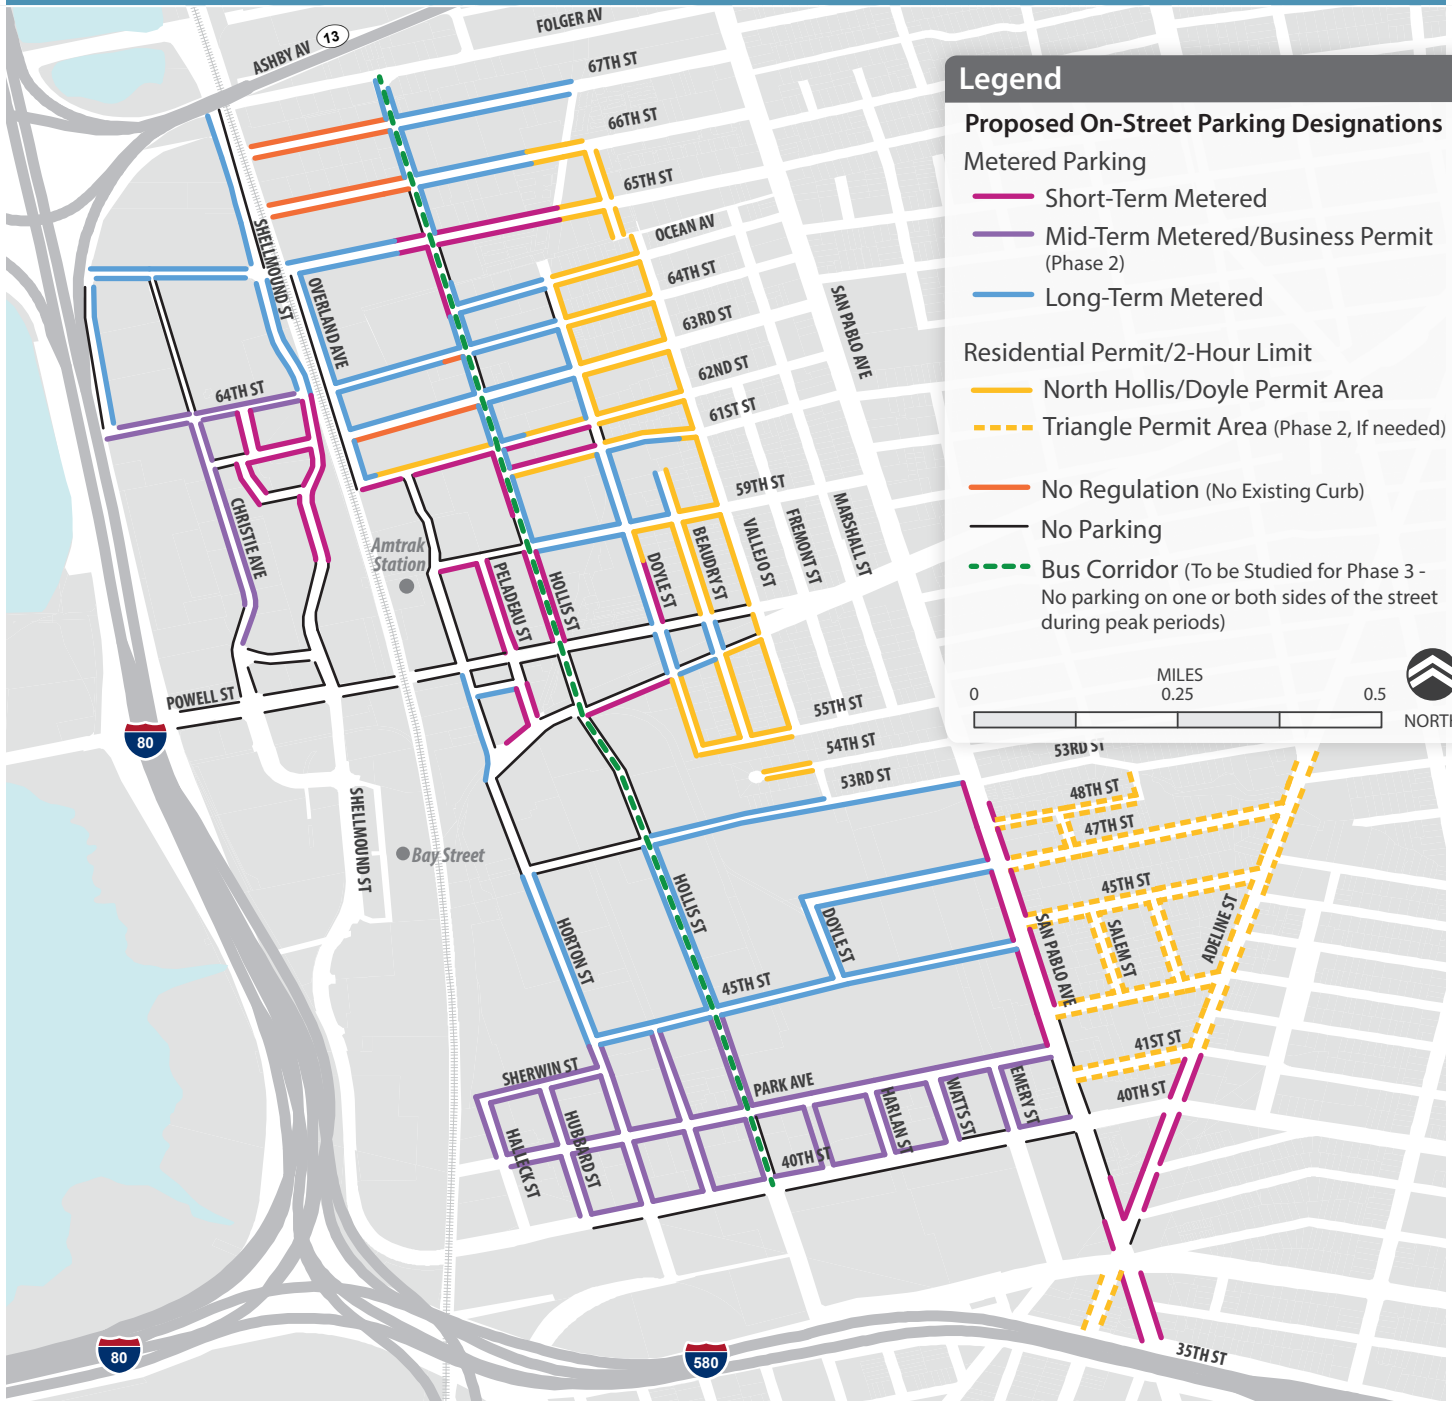 Legend
Proposed On-Street Parking Designations
Metered Parking
Short-Term Metered
Mid-Term Metered/Business Permit
(Phase 2)
Long-Term Metered
Residential Permit/2-Hour Limit
North Hollis/Doyle Permit Area
Triangle Permit Area (Phase 2, If needed)
No Regulation (No Existing Curb)
No Parking
Bus Corridor (To be Studied for Phase 3 -
No parking on one or both sides of the street
during peak periods)
MILES
0 0.25 0.5
NORTH
FOLGER AV
ASHBY AV
13
67TH ST
66TH ST
65TH ST
OCEAN AV
64TH ST
63RD ST
62ND ST
61ST ST
59TH ST
SHELLMOUND ST
OVERLAND AVE
SAN PABLO AVE
64TH ST
CHRISTIE AVE
Amtrak
Station
PELADEAU ST
HOLLIS ST
DOYLE ST
BEAUDRY ST
VALLEJO ST
FREMONT ST
MARSHALL ST
POWELL ST
80
55TH ST
54TH ST
53RD ST
53RD ST
48TH ST
47TH ST
45TH ST
SHELLMOUND ST
Bay Street
HOLLIS ST
HORTON ST
DOYLE ST
45TH ST
SAN PABLO AVE
SALEM ST
ADELINE ST
41ST ST
40TH ST
SHERWIN ST
PARK AVE
HALLECK ST
HUBBARD ST
HARLAN ST
WATTS ST
EMERY ST
40TH ST
80
580
35TH ST